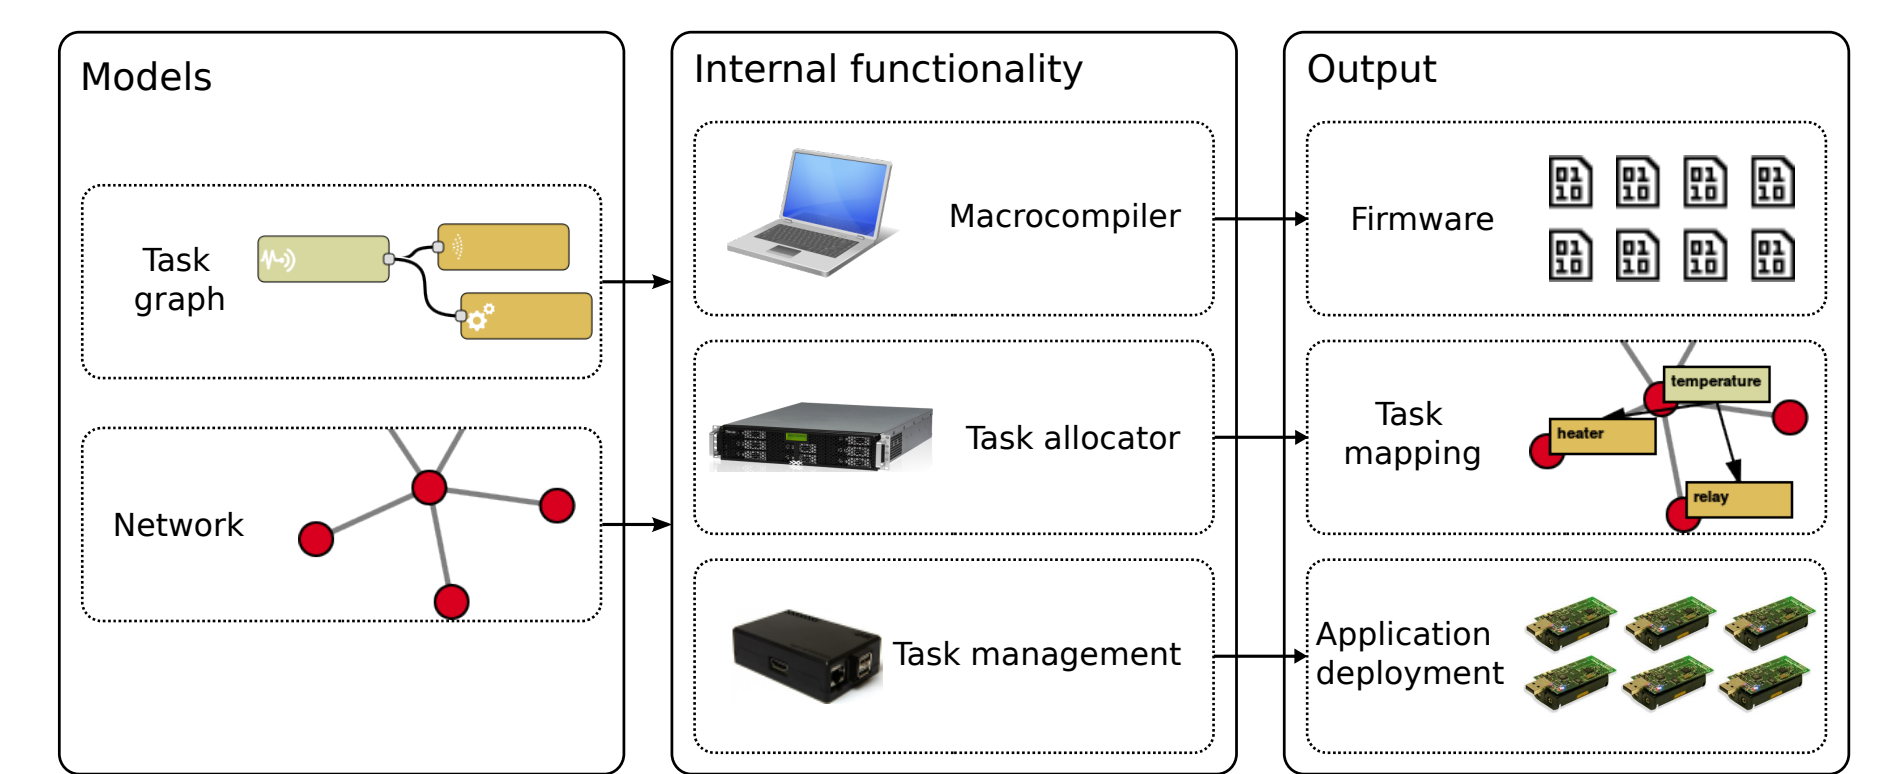 Models
Task
graph
Network
Internal functionality
Macrocompiler
Task allocator
Task management
Output
Firmware
01
10
01
10
01
10
01
10
01
10
01
10
01
10
01
10
Task
mapping
temperature
heater
relay
Application
deployment